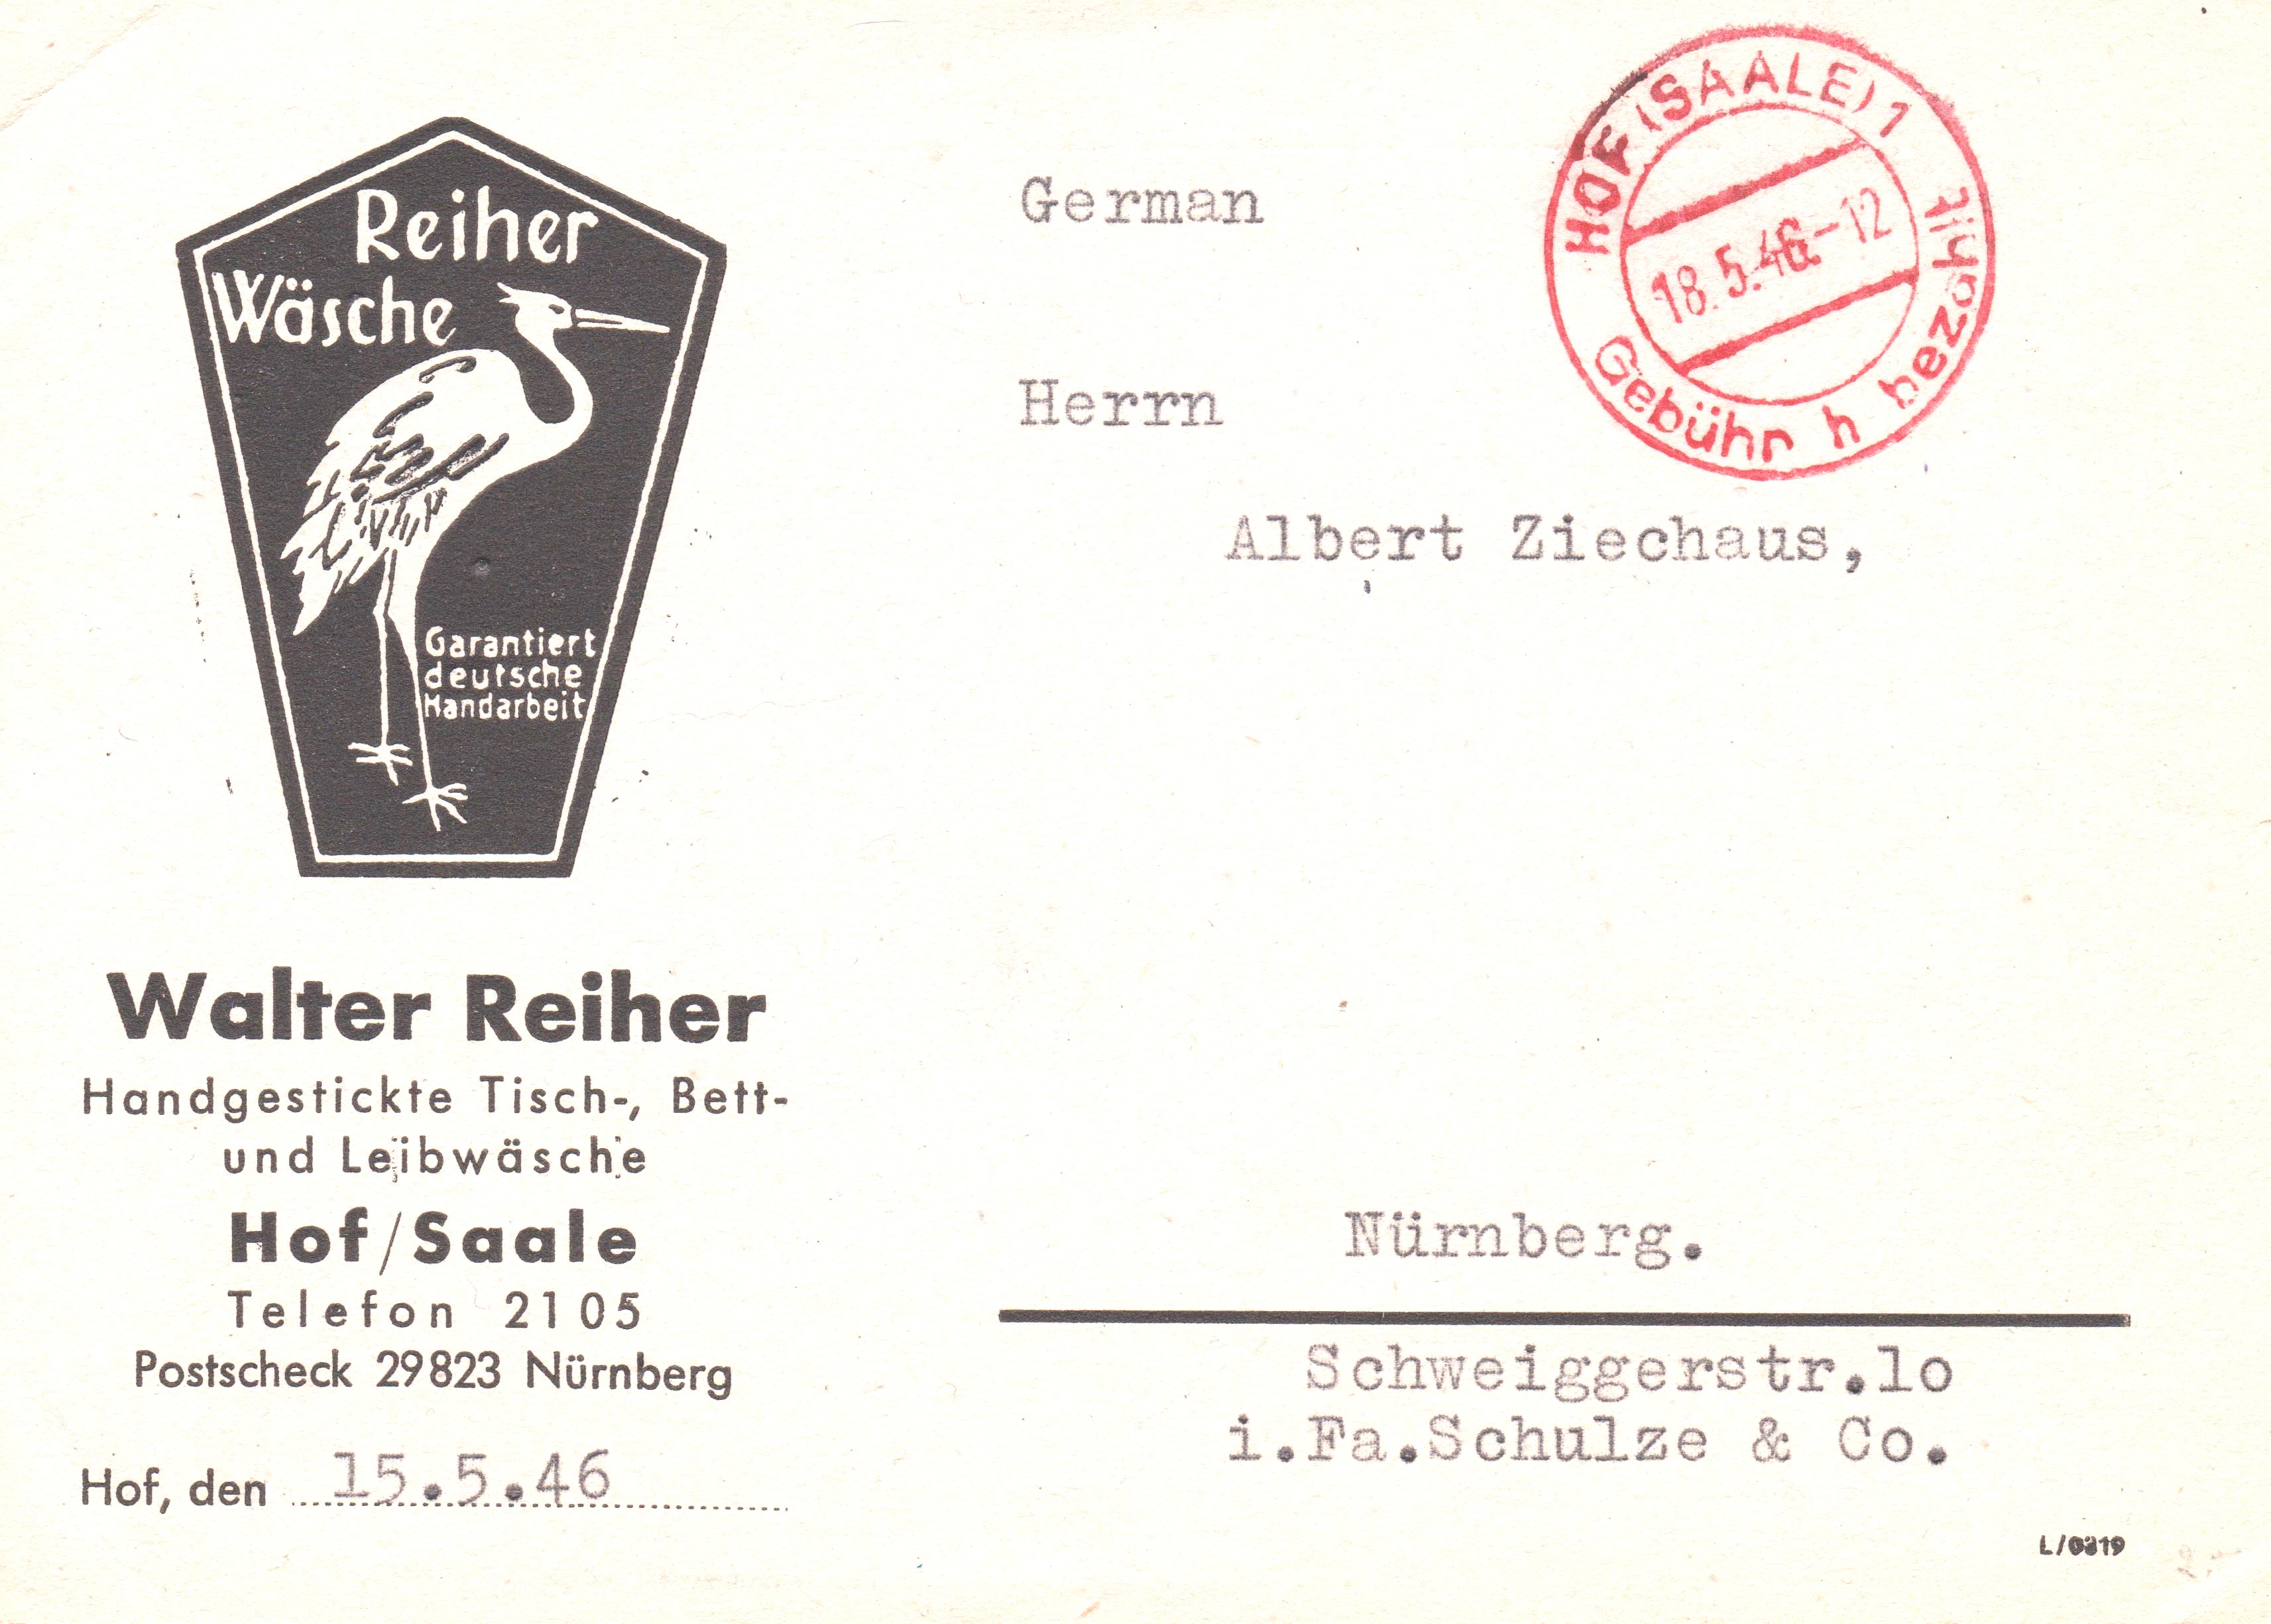 Reiher
Wäsche
Garantiert
deutsche
Handarbeit
Walter Reiher
Handgestickte Tisch-, Bett-
und Leibwäsche
Hof/Saale
Telefon 2105
Postscheck 29823 Nürnberg
Hof, den 15.5.46
German
HOF (SAALE) 1
18.5.46.-12
Gebühr h bezahlt
Herrn
Albert Ziechaus,
Nürnberg.
Schweiggerstr.lo
i.Fa.Schulze & Co.